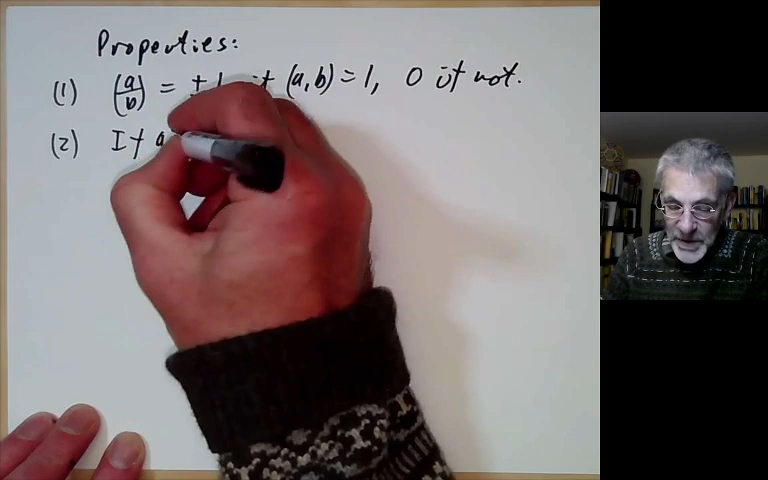 Properties:
(1) (a/b) = ± 1 if (a, b) = 1, 0 if not.
(2) If a